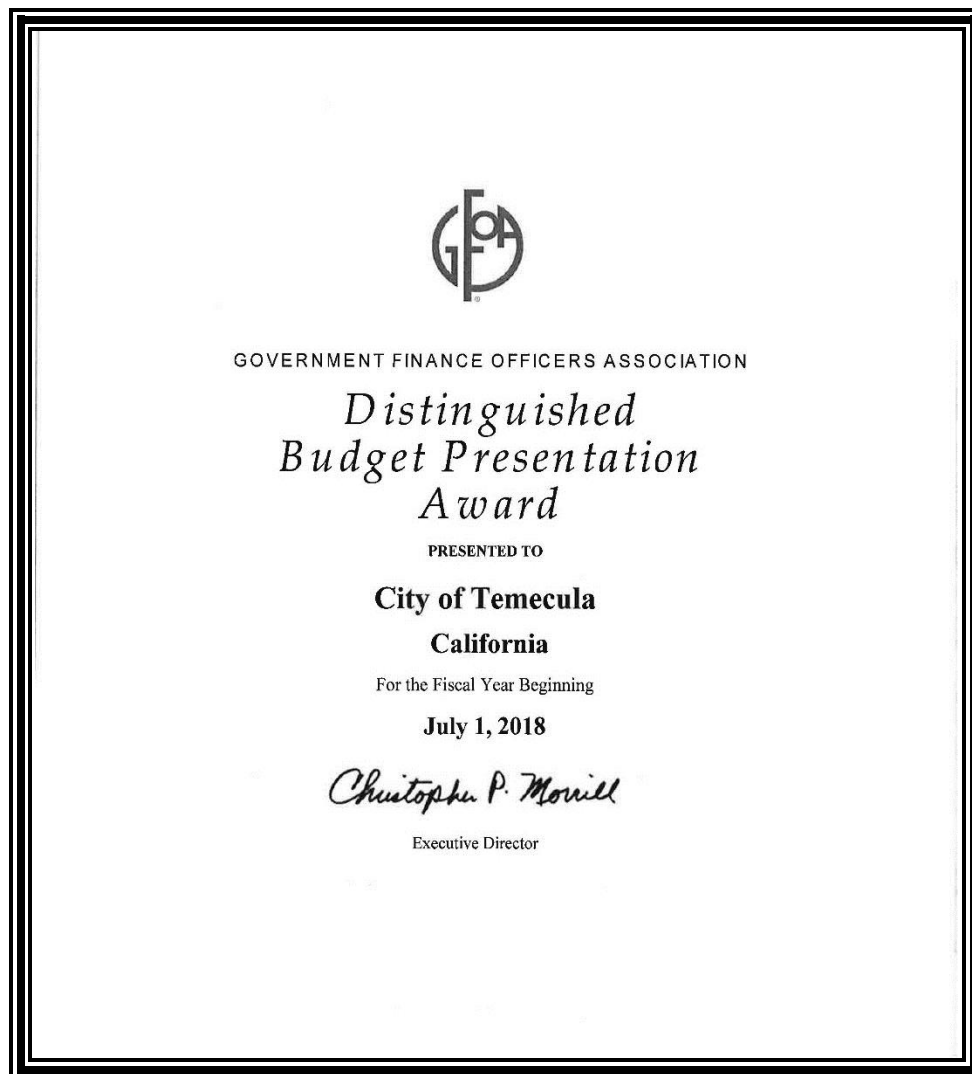 GFOA
®
GOVERNMENT FINANCE OFFICERS ASSOCIATION
Distinguished
Budget Presentation
Award
PRESENTED TO
City of Temecula
California
For the Fiscal Year Beginning
July 1, 2018
Christopher P. Morrill
Executive Director